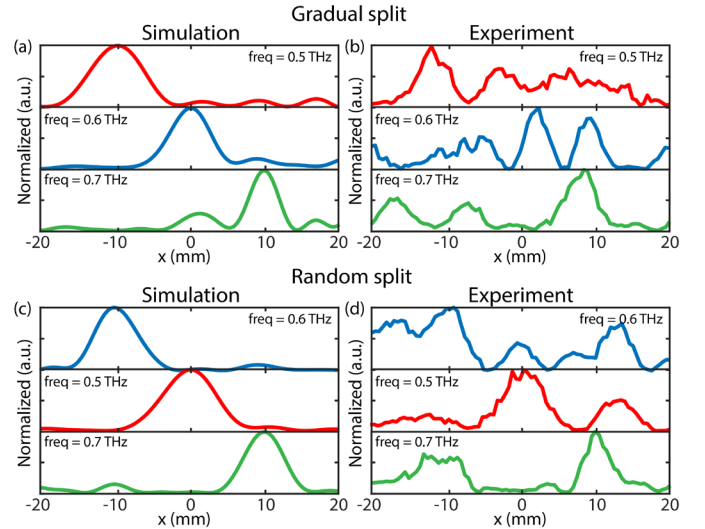 Gradual split
Simulation
Experiment
(a)
(b)
Normalized (a.u.)
freq = 0.5 THz
freq = 0.6 THz
freq = 0.7 THz
-20 -10 0 10 20
x (mm)
Normalized (a.u.)
freq = 0.5 THz
freq = 0.6 THz
freq = 0.7 THz
-20 -10 0 10 20
x (mm)
Random split
Simulation
Experiment
(c)
(d)
Normalized (a.u.)
freq = 0.6 THz
freq = 0.5 THz
freq = 0.7 THz
-20 -10 0 10 20
x (mm)
Normalized (a.u.)
freq = 0.6 THz
freq = 0.5 THz
freq = 0.7 THz
-20 -10 0 10 20
x (mm)